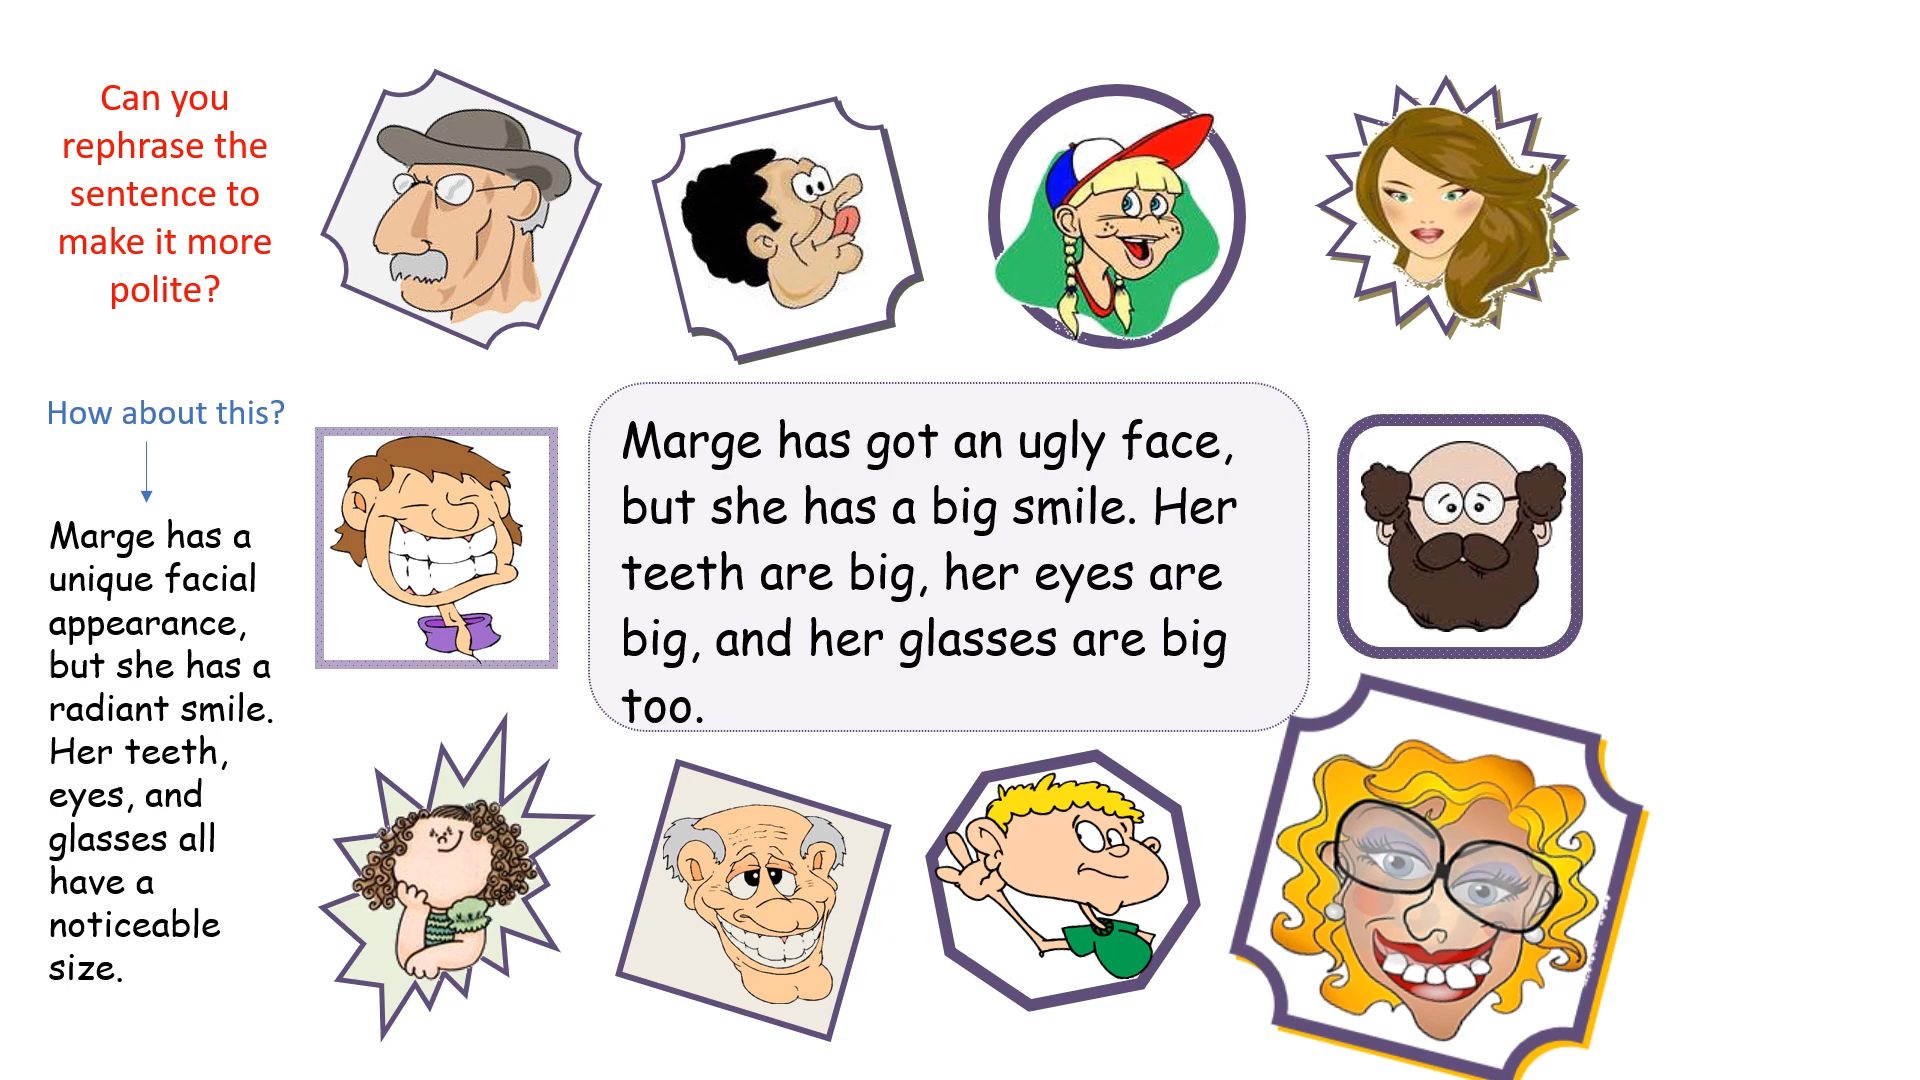 Can you
rephrase the
sentence to
make it more
polite?
How about this?
Marge has a
unique facial
appearance,
but she has a
radiant smile.
Her teeth,
eyes, and
glasses all
have a
noticeable
size.
Marge has got an ugly face,
but she has a big smile. Her
teeth are big, her eyes are
big, and her glasses are big
too.